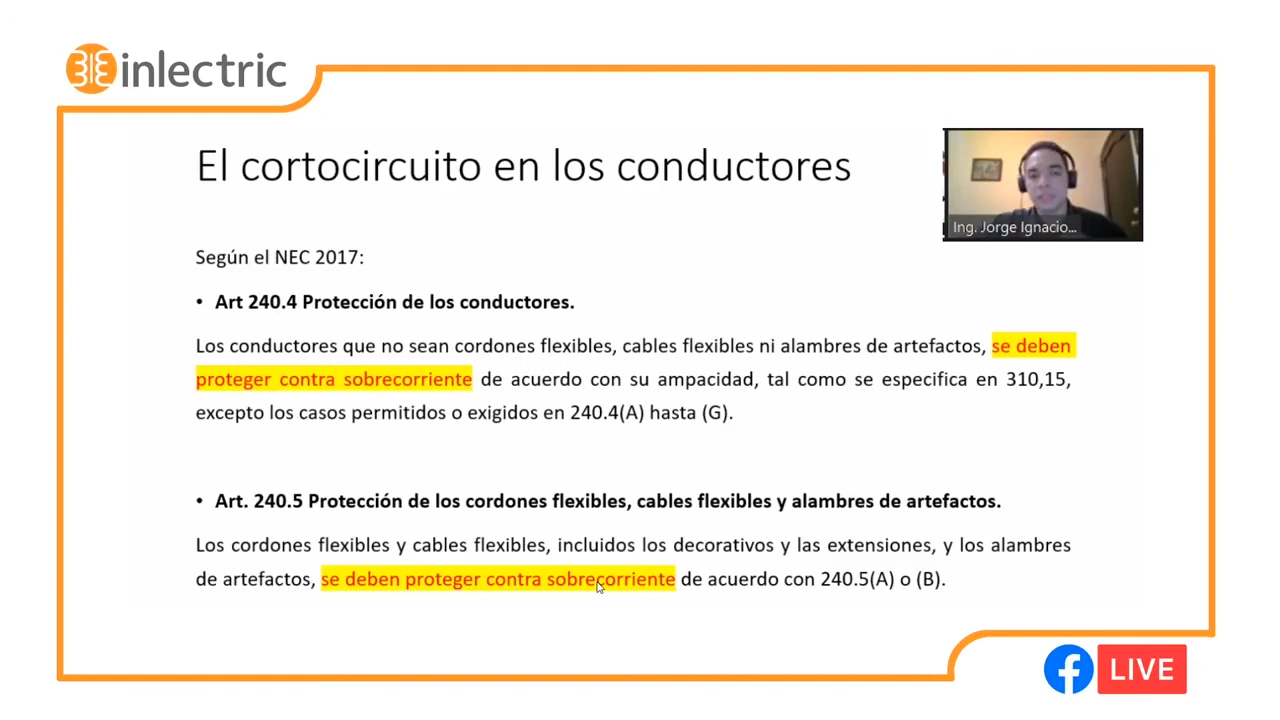 inlectric
El cortocircuito en los conductores
Ing. Jorge Ignacio...
Según el NEC 2017:
• Art 240.4 Protección de los conductores.
Los conductores que no sean cordones flexibles, cables flexibles ni alambres de artefactos, se deben
proteger contra sobrecorriente de acuerdo con su ampacidad, tal como se especifica en 310,15,
excepto los casos permitidos o exigidos en 240.4(A) hasta (G).
• Art. 240.5 Protección de los cordones flexibles, cables flexibles y alambres de artefactos.
Los cordones flexibles y cables flexibles, incluidos los decorativos y las extensiones, y los alambres
de artefactos, se deben proteger contra sobrecorriente de acuerdo con 240.5(A) o (B).
LIVE